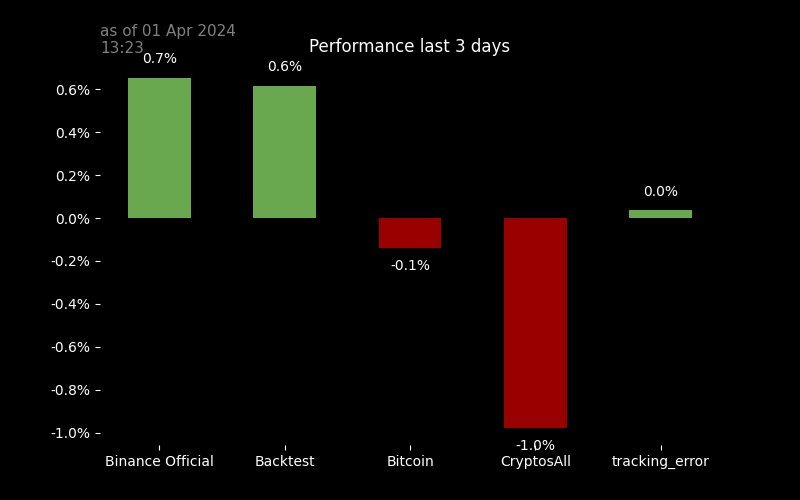 as of 01 Apr 2024
13:23
Performance last 3 days
0.7%
0.6%
0.6%
0.4%
0.2%
0.0%
0.0%
-0.1%
-0.2%
-0.4%
-0.6%
-0.8%
-1.0%
-1.0%
Binance Official
Backtest
Bitcoin
CryptosAll
tracking_error